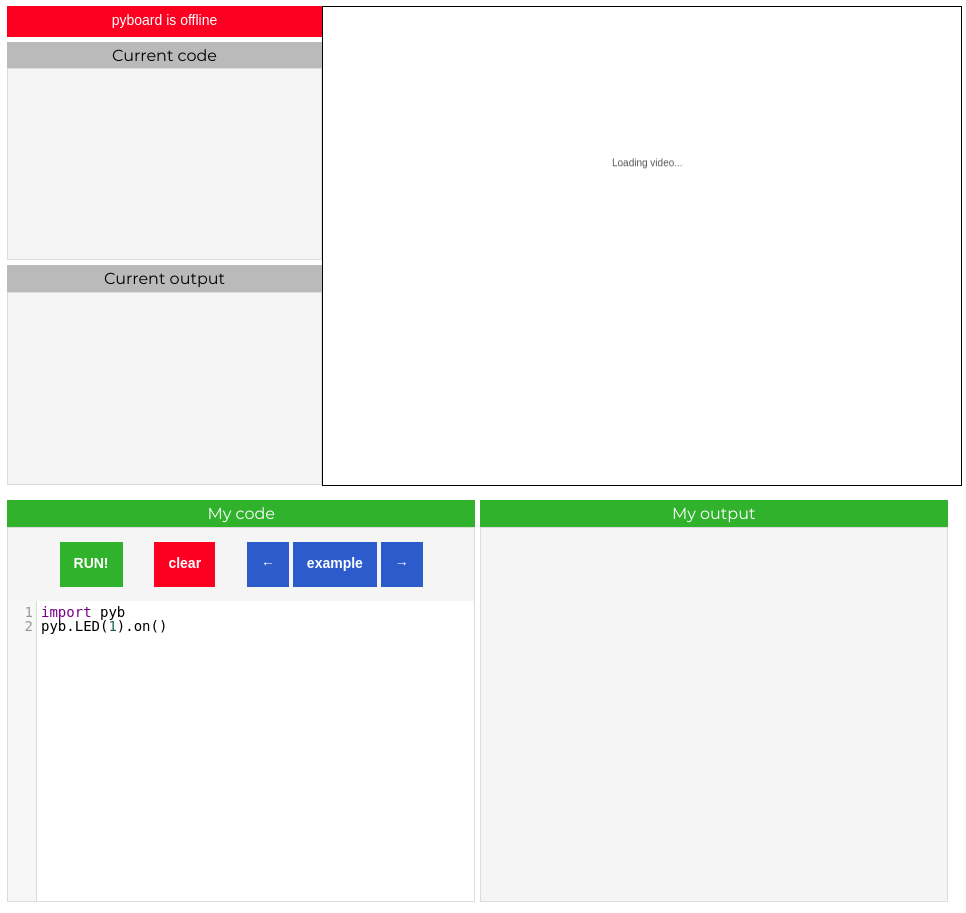 pyboard is offline
Current code
Loading video...
Current output
My code
My output
RUN! clear ← example →
1 import pyb
2 pyb.LED(1).on()